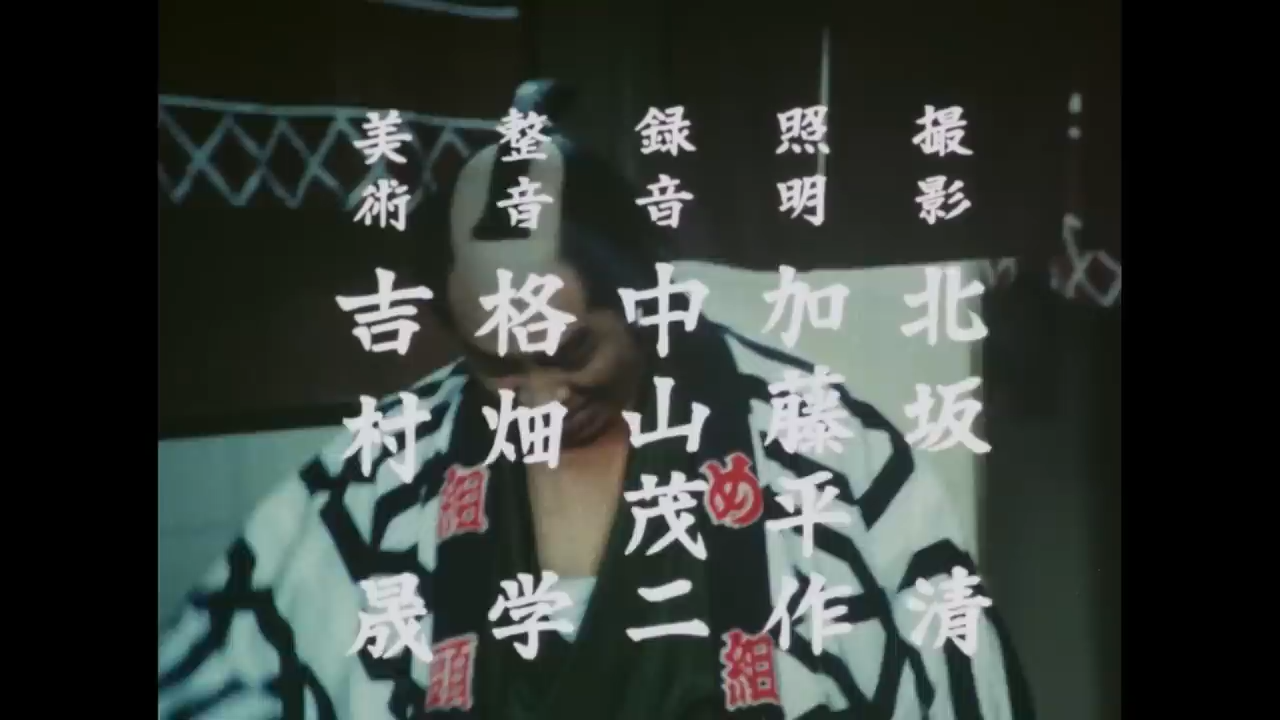 撮影 北坂清
照明 加藤平作
録音 中山茂二
整音 格畑学
美術 吉村晟
め組
組頭